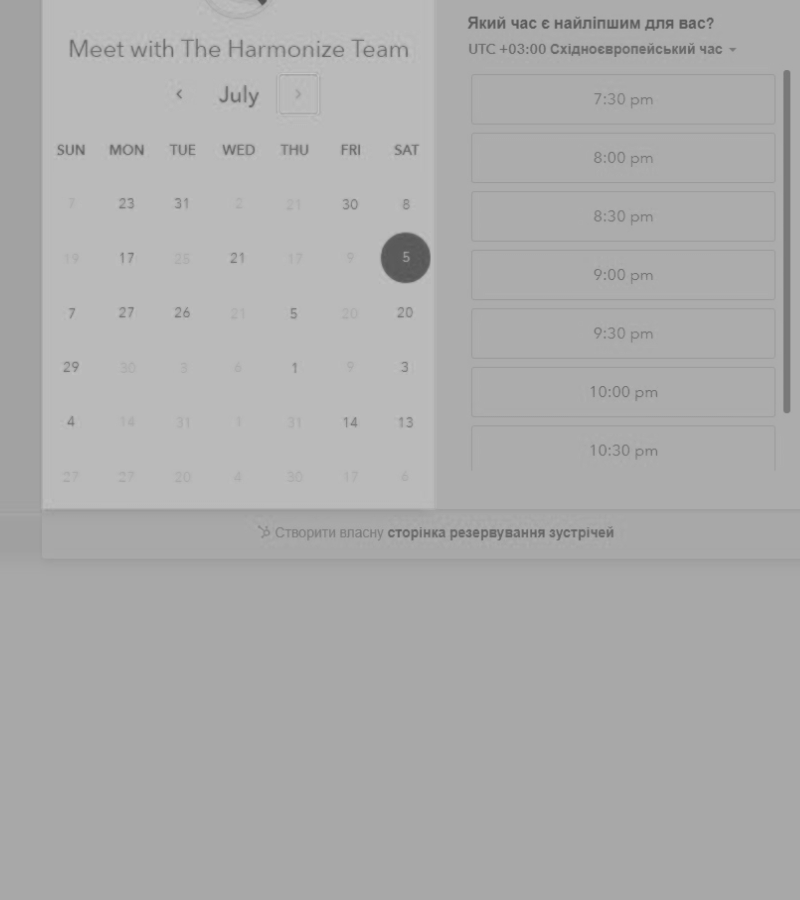 Meet with The Harmonize Team
July
SUN MON TUE WED THU FRI SAT
7 23 31 2 21 30 8
19 17 25 21 17 9 5
7 27 26 21 5 20 20
29 30 3 6 1 9 3
4 14 31 1 31 14 13
27 27 20 4 30 17 6
Який час є найліпшим для вас?
UTC +03:00 Східноєвропейський час
7:30 pm
8:00 pm
8:30 pm
9:00 pm
9:30 pm
10:00 pm
10:30 pm
Створити власну сторінка резервування зустрічей